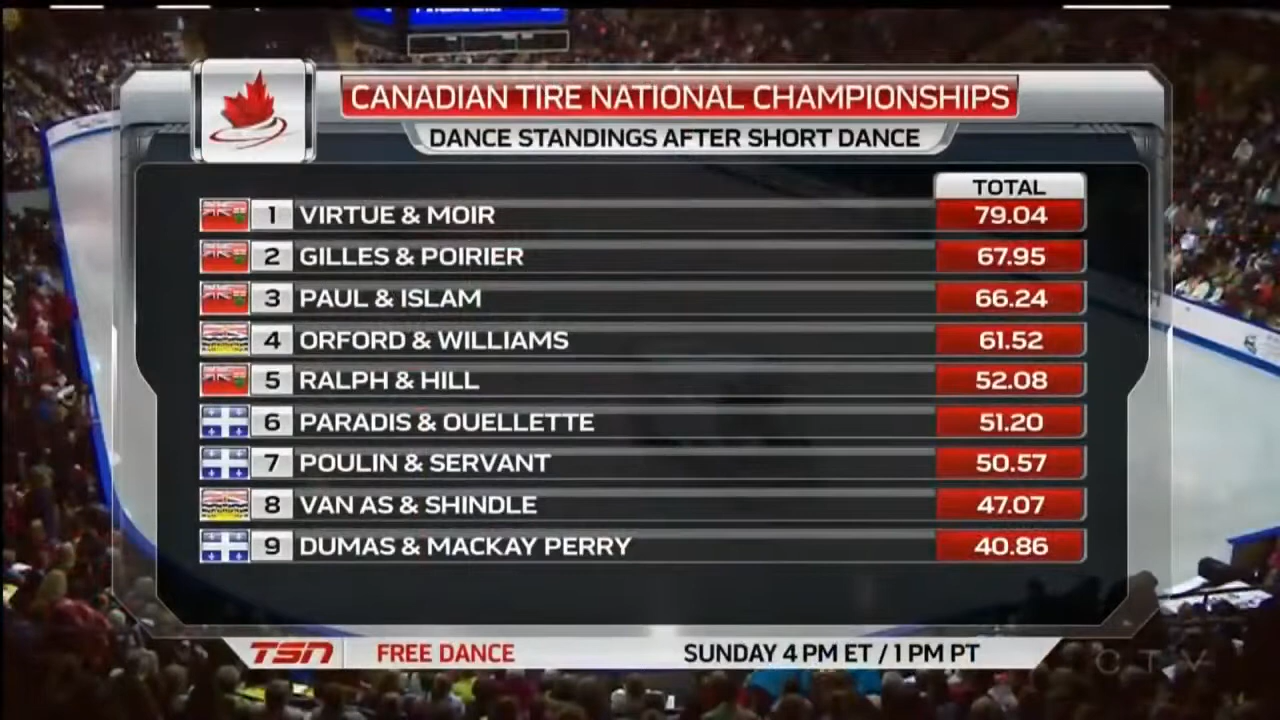 CANADIAN TIRE NATIONAL CHAMPIONSHIPS
DANCE STANDINGS AFTER SHORT DANCE
TOTAL
1 VIRTUE & MOIR 79.04
2 GILLES & POIRIER 67.95
3 PAUL & ISLAM 66.24
4 ORFORD & WILLIAMS 61.52
5 RALPH & HILL 52.08
6 PARADIS & OUELLETTE 51.20
7 POULIN & SERVANT 50.57
8 VAN AS & SHINDLE 47.07
9 DUMAS & MACKAY PERRY 40.86
TSN FREE DANCE SUNDAY 4 PM ET / 1 PM PT
CTV